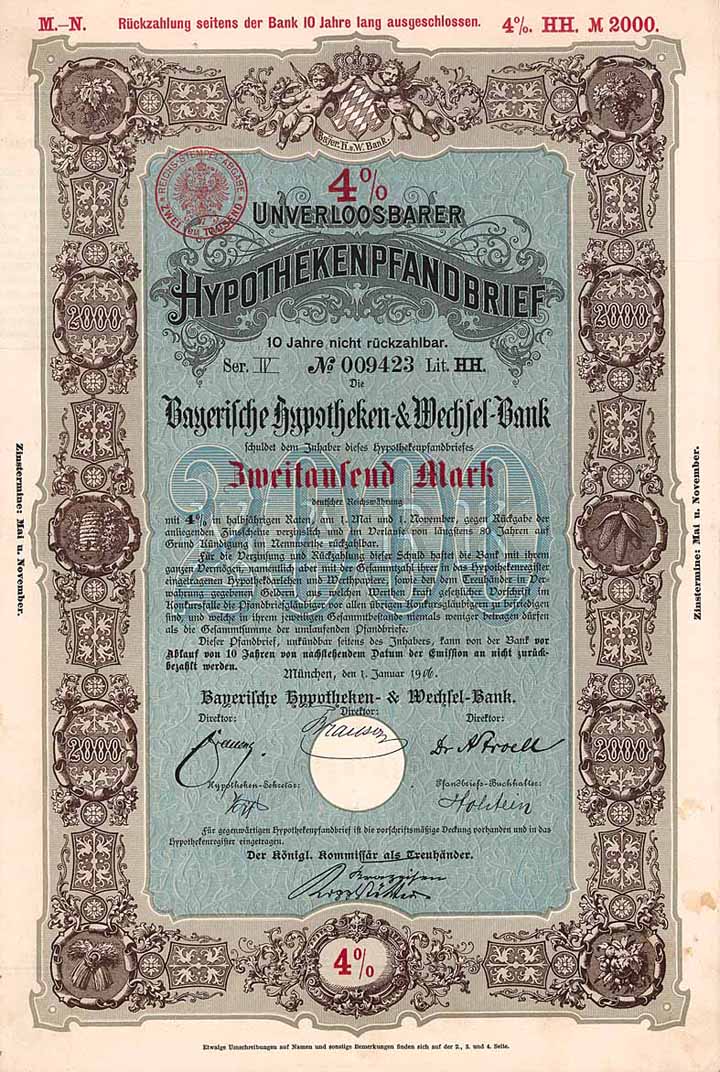 M.–N.
Rückzahlung seitens der Bank 10 Jahre lang ausgeschlossen.
4%. HH. M 2000.
Bayer. H. u. W. Bank.
REICHS-STEMPEL-ABGABE
4%
UNVERLOOSBARER
HYPOTHEKENPFANDBRIEF
10 Jahre nicht rückzahlbar.
Ser. IV No 009423 Lit. HH.
Die
Bayerische Hypotheken- & Wechsel-Bank
schuldet dem Inhaber dieses Hypothekenpfandbriefes
Zweitausend Mark
deutscher Reichswährung
2000
mit 4% in halbjährigen Raten, am 1. Mai und 1. November, gegen Rückgabe der
anliegenden Zinsscheine verzinslich und im Verlaufe von längstens 80 Jahren auf
Grund Kündigung im Nennwerthe rückzahlbar.
Für die Verzinsung und Rückzahlung dieser Schuld haftet die Bank mit ihrem
ganzen Vermögen, namentlich aber mit der Gesammtzahl ihrer in das Hypothekenregister
eingetragenen Hypothekdarlehen und Werthpapiere, sowie den dem Treuhänder in Ver-
wahrung gegebenen Geldern, aus welchen Werthen nach gesetzlicher Vorschrift im
Konkursfalle die Pfandbriefgläubiger vor allen übrigen Konkursgläubigern zu befriedigen
sind, und welche in ihrem jeweiligen Gesammtbestande niemals weniger betragen dürfen
als die Gesammtsumme der umlaufenden Pfandbriefe.
Dieser Pfandbrief, unkündbar seitens des Inhabers, kann von der Bank vor
Ablauf von 10 Jahren von nachstehendem Datum der Emission an nicht zurück-
bezahlt werden.
München, den 1. Januar 1906.
Bayerische Hypotheken- & Wechsel-Bank.
Direktor: Direktor: Direktor:
Hypotheken-Sekretär: Pfandbriefs-Buchhalter:
Holstein
Für gegenwärtigen Hypothekenpfandbrief ist die vorschriftsmäßige Deckung vorhanden und in das
Hypothekenregister eingetragen.
Der Königl. Kommissär als Treuhänder.
4%
2000
2000
2000
2000
Zinstermine: Mai u. November.
Zinstermine: Mai u. November.
Etwaige Umschreibungen auf Namen und sonstige Bemerkungen finden sich auf der 2., 3. und 4. Seite.